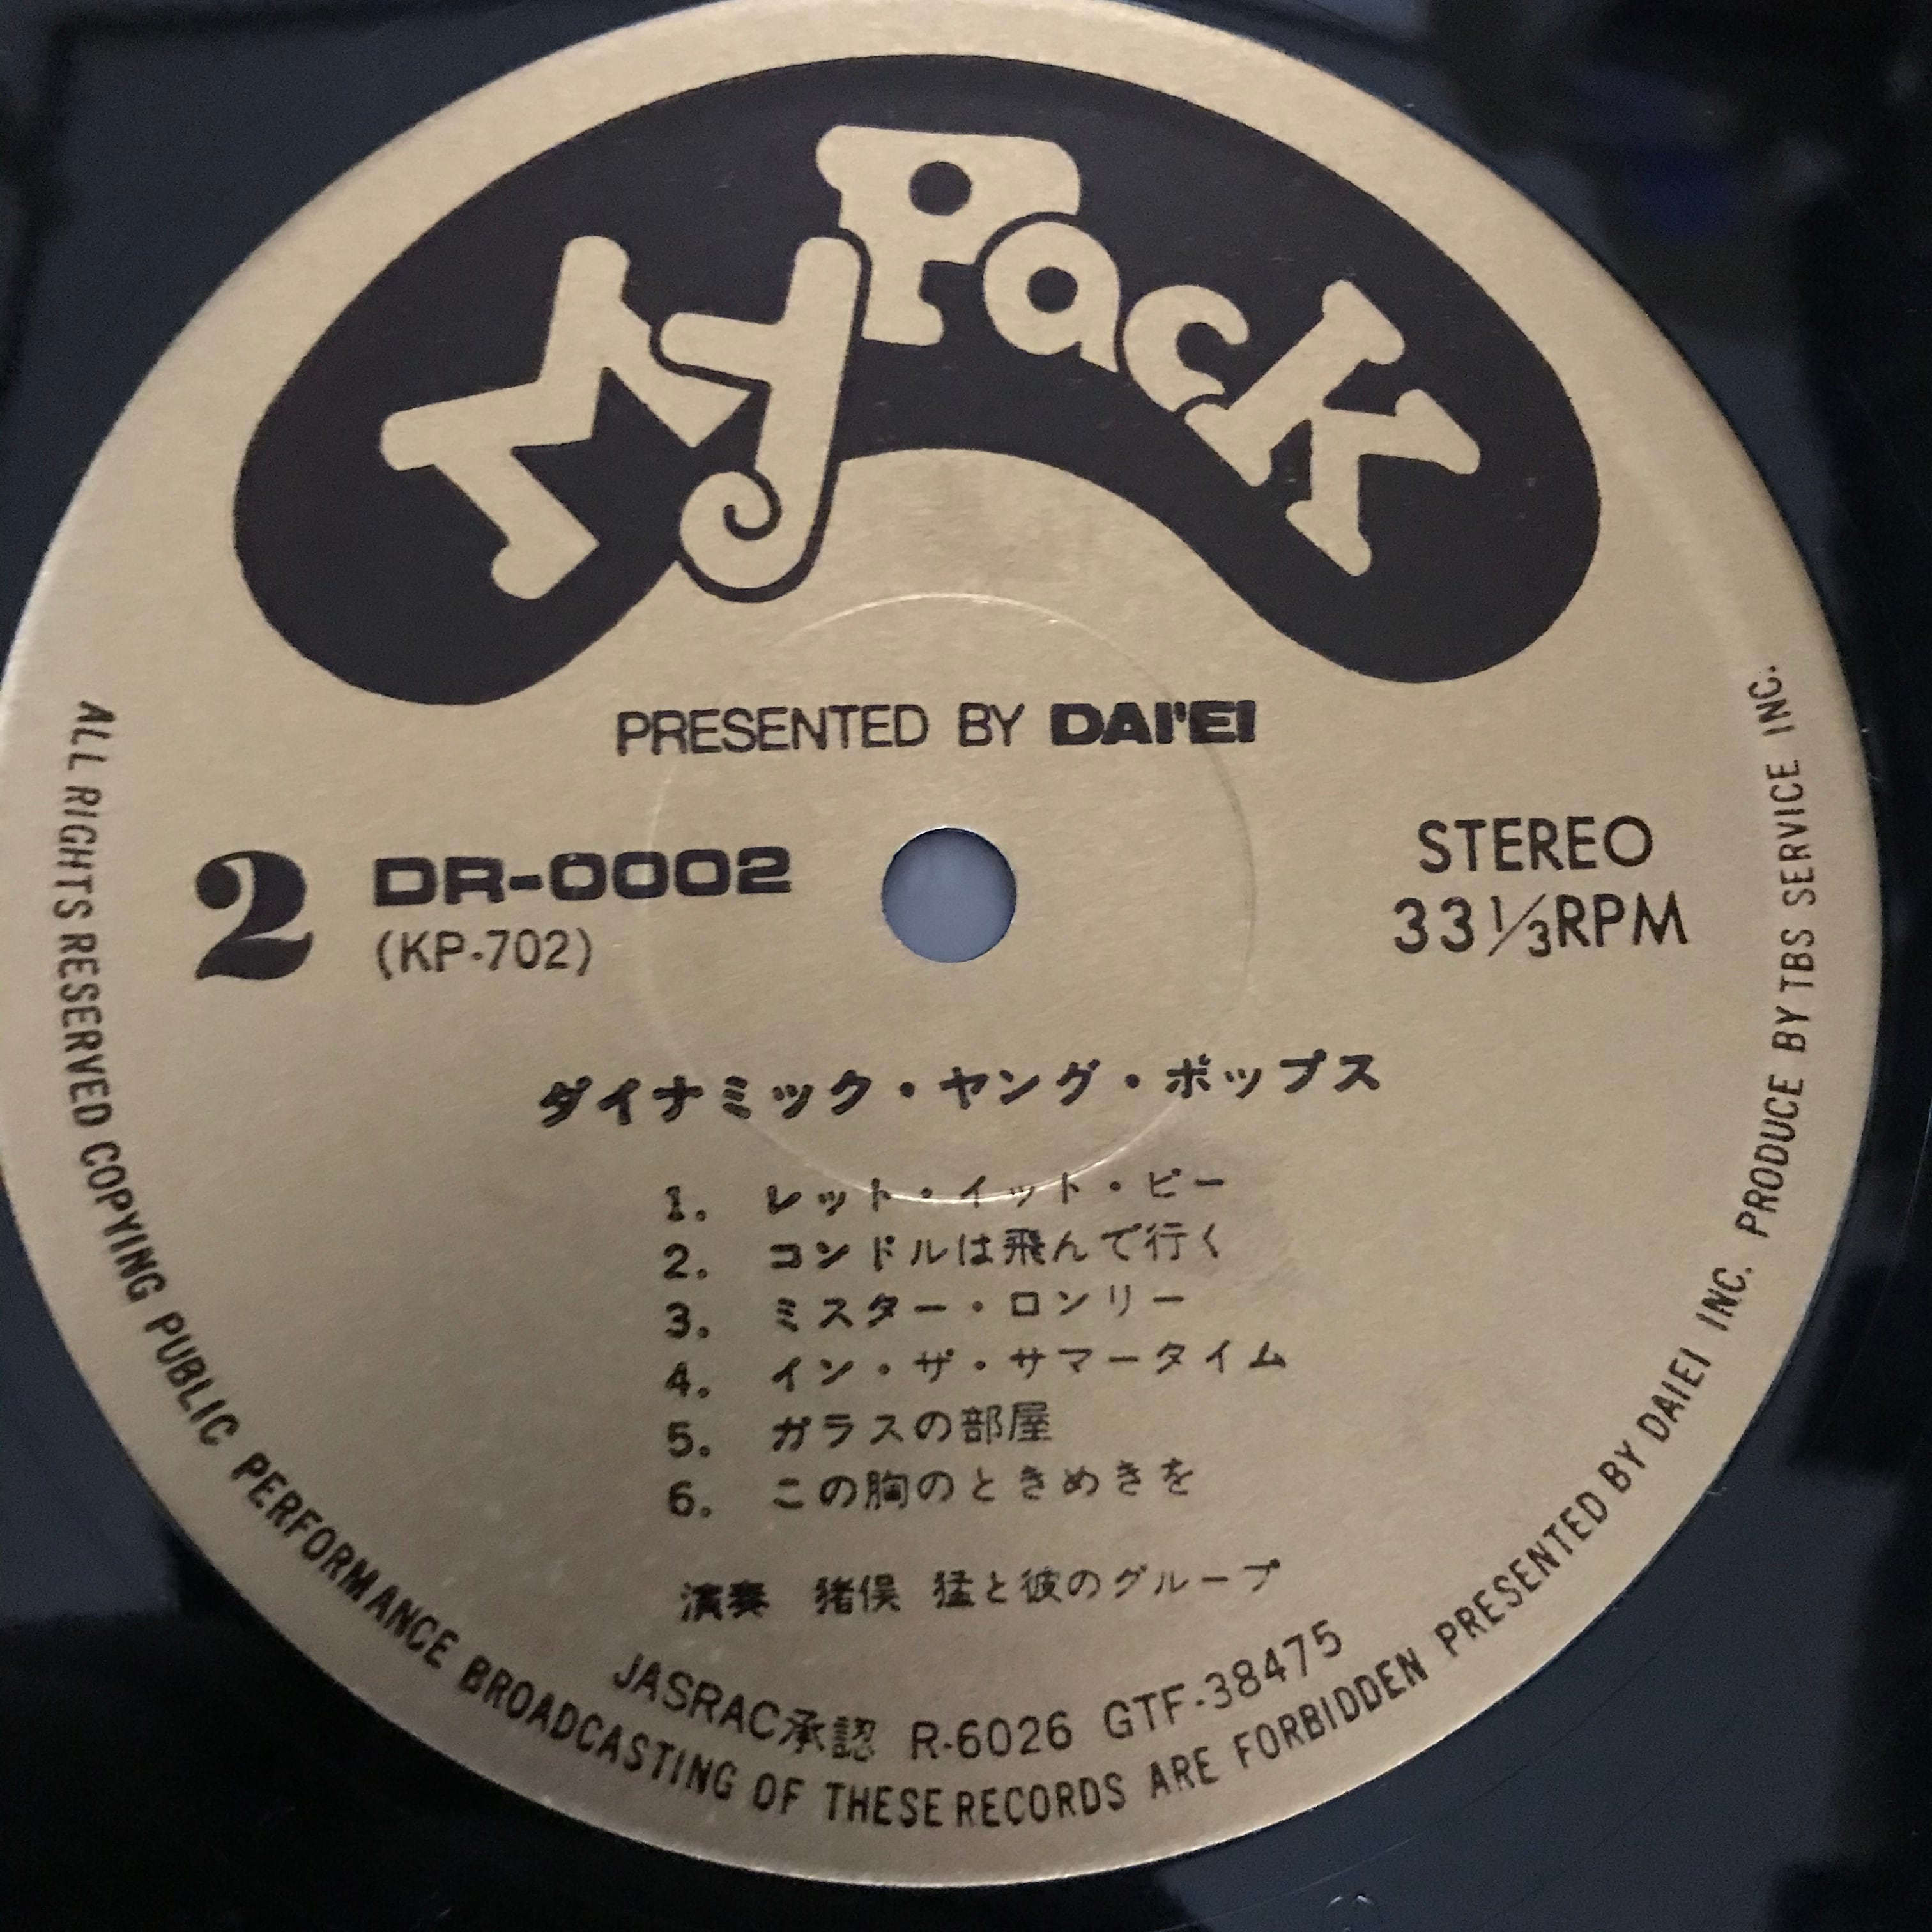 My Pack
PRESENTED BY DAI'EI
2
DR-0002
(KP-702)
STEREO
33 1/3 RPM
ダイナミック・ヤング・ポップス
1. レット・イット・ビー
2. コンドルは飛んで行く
3. ミスター・ロンリー
4. イン・ザ・サマータイム
5. ガラスの部屋
6. この胸のときめきを
演奏 猪俣 猛と彼のグループ
JASRAC承認 R-6026 GTF-38475
ALL RIGHTS RESERVED COPYING PUBLIC PERFORMANCE BROADCASTING OF THESE RECORDS ARE FORBIDDEN PRESENTED BY DAIEI INC. PRODUCE BY TBS SERVICE INC.